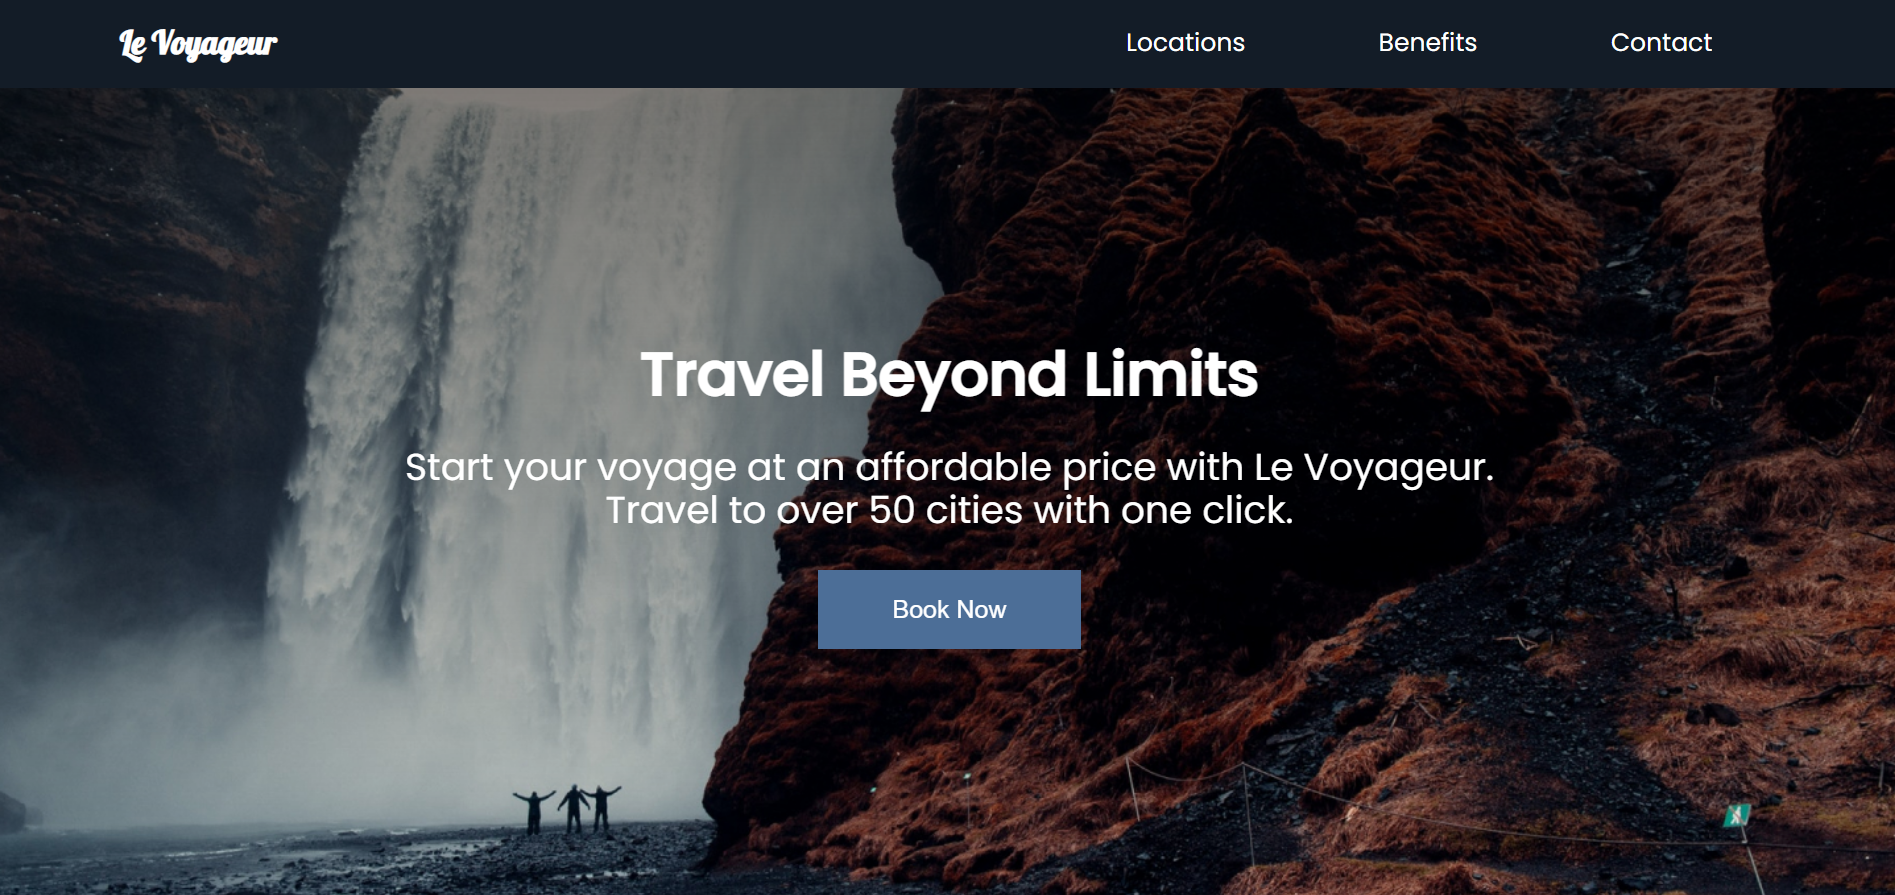 Le Voyageur
Locations
Benefits
Contact
Travel Beyond Limits
Start your voyage at an affordable price with Le Voyageur.
Travel to over 50 cities with one click.
Book Now